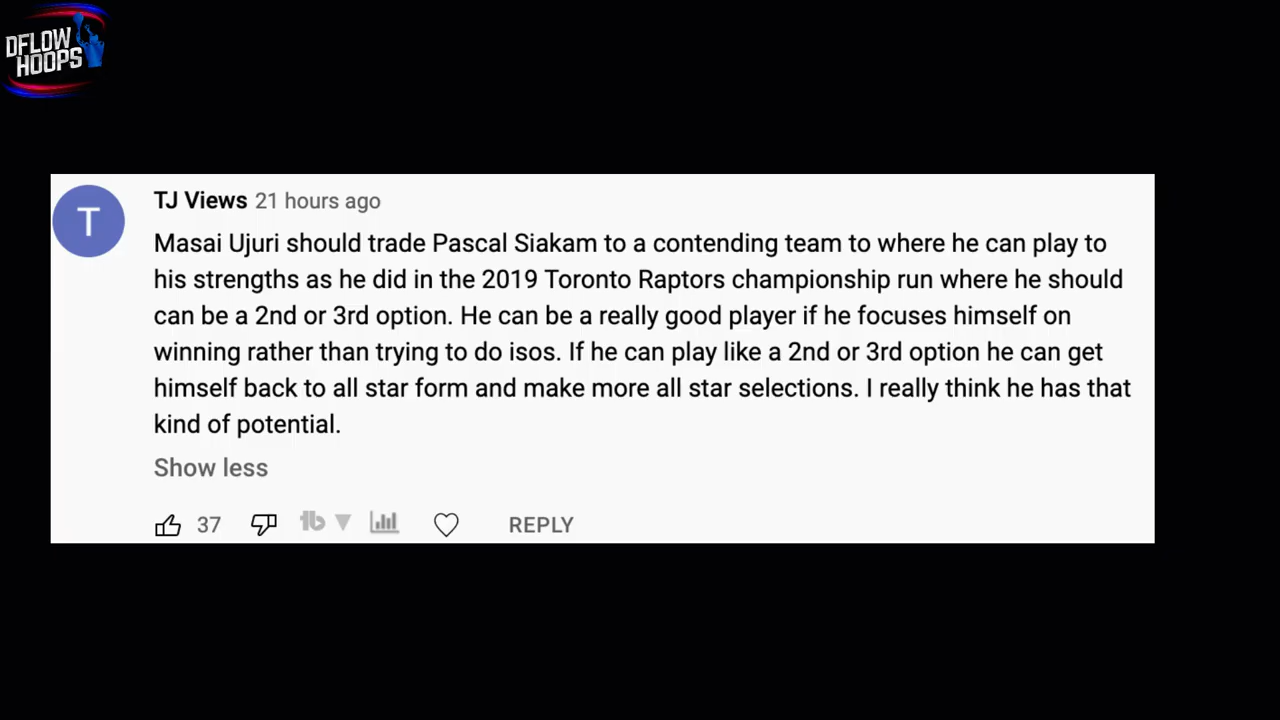 DFLOW
HOOPS
T
TJ Views 21 hours ago
Masai Ujuri should trade Pascal Siakam to a contending team to where he can play to
his strengths as he did in the 2019 Toronto Raptors championship run where he should
can be a 2nd or 3rd option. He can be a really good player if he focuses himself on
winning rather than trying to do isos. If he can play like a 2nd or 3rd option he can get
himself back to all star form and make more all star selections. I really think he has that
kind of potential.
Show less
37 tb REPLY